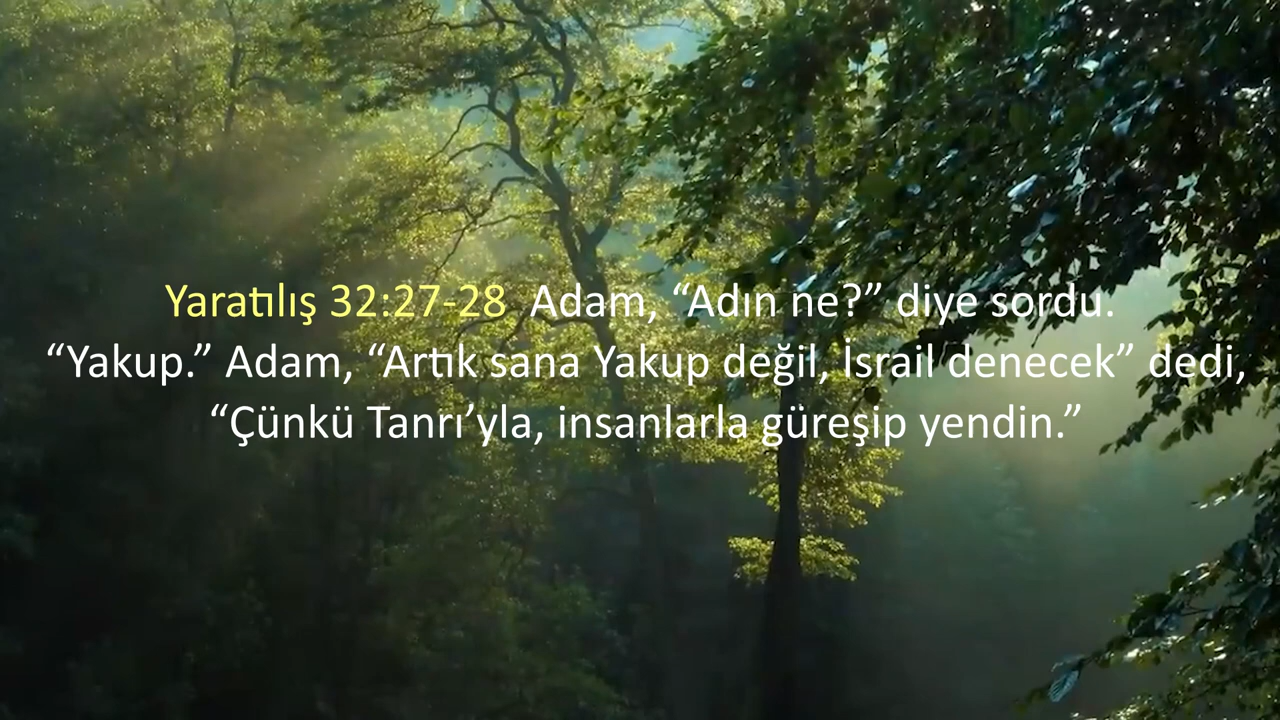 Yaratılış 32:27-28 Adam, “Adın ne?” diye sordu.
“Yakup.” Adam, “Artık sana Yakup değil, İsrail denecek” dedi,
“Çünkü Tanrı’yla, insanlarla güreşip yendin.”